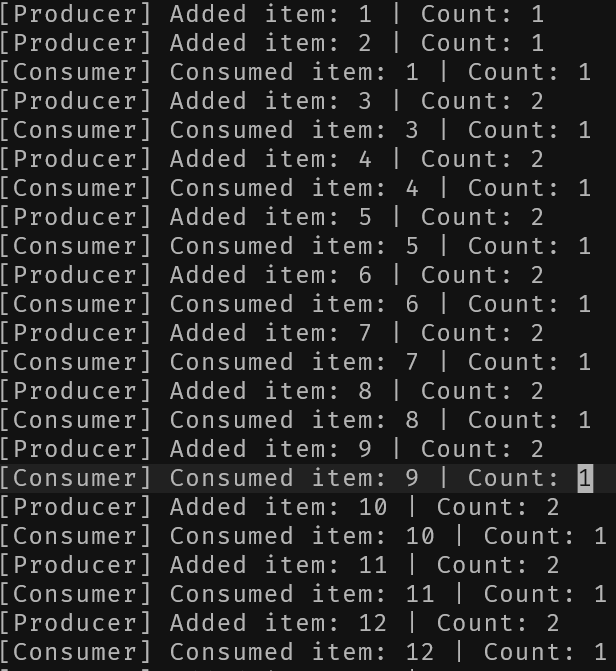 [Producer] Added item: 1 | Count: 1
[Producer] Added item: 2 | Count: 1
[Consumer] Consumed item: 1 | Count: 1
[Producer] Added item: 3 | Count: 2
[Consumer] Consumed item: 3 | Count: 1
[Producer] Added item: 4 | Count: 2
[Consumer] Consumed item: 4 | Count: 1
[Producer] Added item: 5 | Count: 2
[Consumer] Consumed item: 5 | Count: 1
[Producer] Added item: 6 | Count: 2
[Consumer] Consumed item: 6 | Count: 1
[Producer] Added item: 7 | Count: 2
[Consumer] Consumed item: 7 | Count: 1
[Producer] Added item: 8 | Count: 2
[Consumer] Consumed item: 8 | Count: 1
[Producer] Added item: 9 | Count: 2
[Consumer] Consumed item: 9 | Count: 1
[Producer] Added item: 10 | Count: 2
[Consumer] Consumed item: 10 | Count: 1
[Producer] Added item: 11 | Count: 2
[Consumer] Consumed item: 11 | Count: 1
[Producer] Added item: 12 | Count: 2
[Consumer] Consumed item: 12 | Count: 1